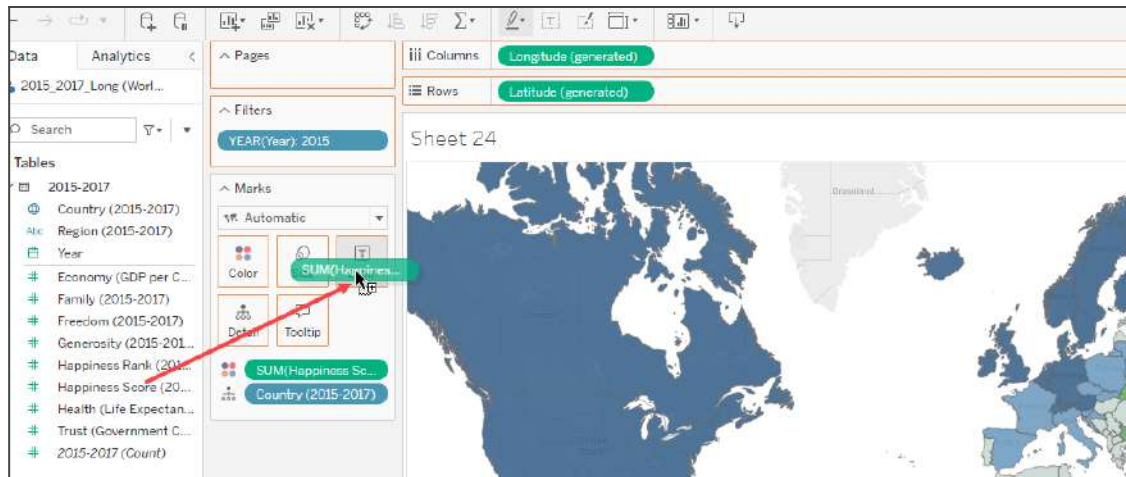 Data
Analytics
2015_2017_Long (Worl...
Search
Tables
2015-2017
Country (2015-2017)
Abc
Region (2015-2017)
Year
Economy (GDP per C...
Family (2015-2017)
Freedom (2015-2017)
Generosity (2015-201...
Happiness Rank (201...
Happiness Score (20...
Health (Life Expectan...
Trust (Government C...
2015-2017 (Count)
Pages
Filters
YEAR(Year): 2015
Marks
Automatic
Color
SUM(Happines...
Detail
Tooltip
SUM(Happiness Sc...
Country (2015-2017)
Columns
Longitude (generated)
Rows
Latitude (generated)
Sheet 24
Greenland